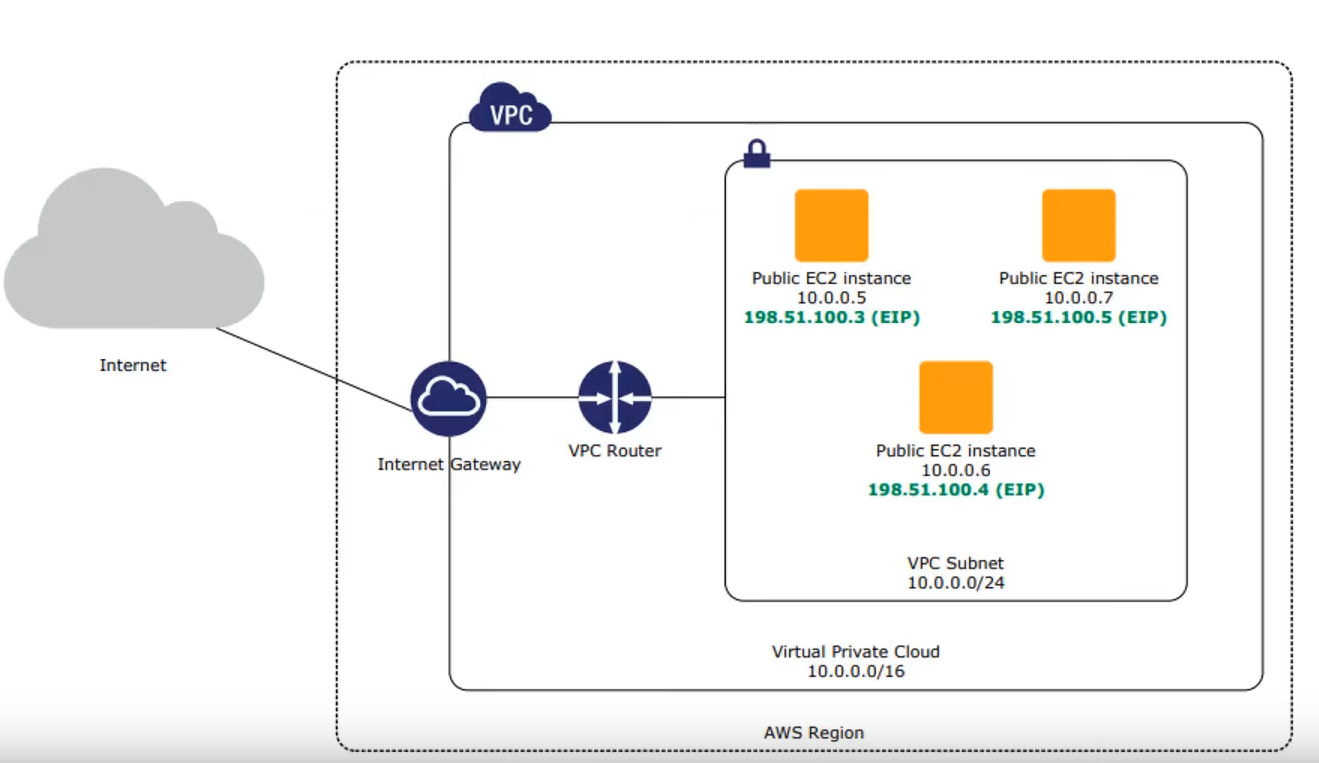 VPC
Public EC2 instance
10.0.0.5
198.51.100.3 (EIP)
Public EC2 instance
10.0.0.7
198.51.100.5 (EIP)
Internet
Internet Gateway
VPC Router
Public EC2 instance
10.0.0.6
198.51.100.4 (EIP)
VPC Subnet
10.0.0.0/24
Virtual Private Cloud
10.0.0.0/16
AWS Region